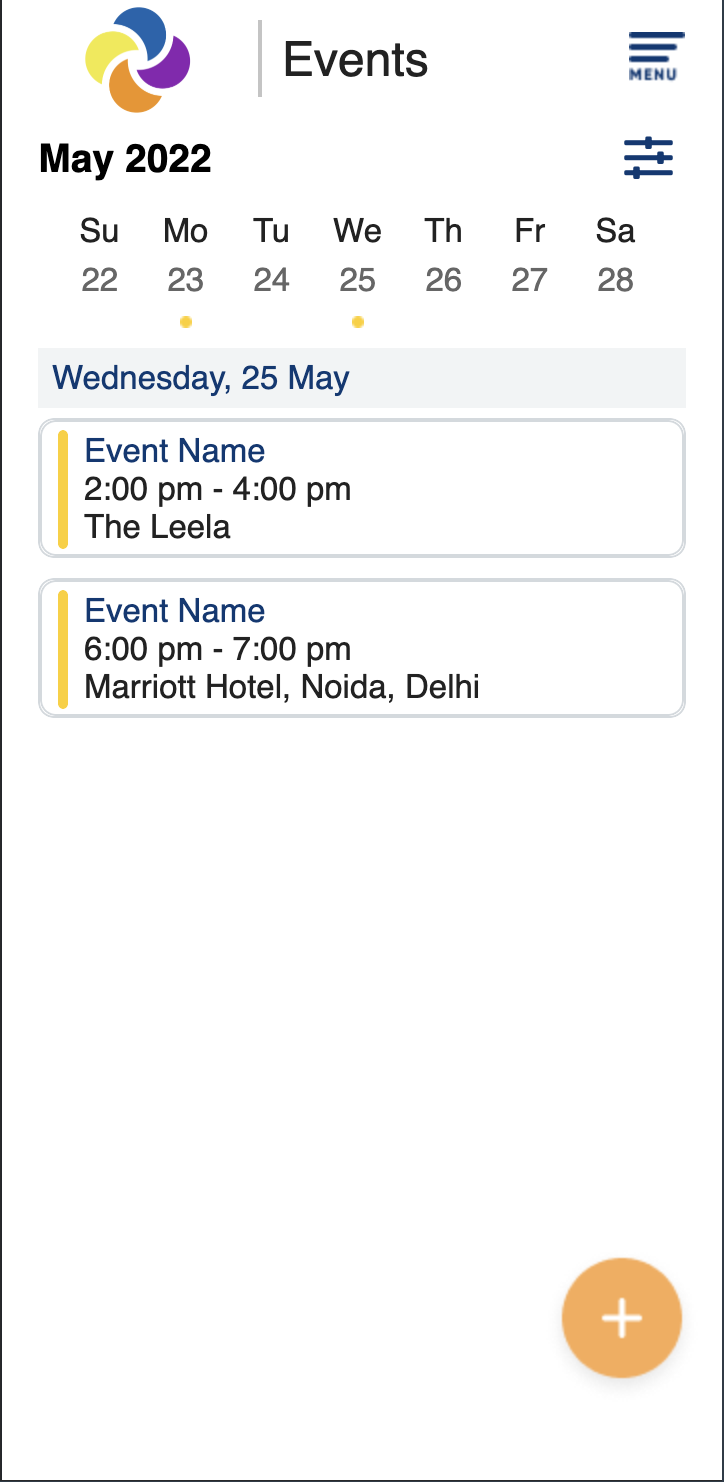 Events
MENU
May 2022
Su Mo Tu We Th Fr Sa
22 23 24 25 26 27 28
Wednesday, 25 May
Event Name
2:00 pm - 4:00 pm
The Leela
Event Name
6:00 pm - 7:00 pm
Marriott Hotel, Noida, Delhi